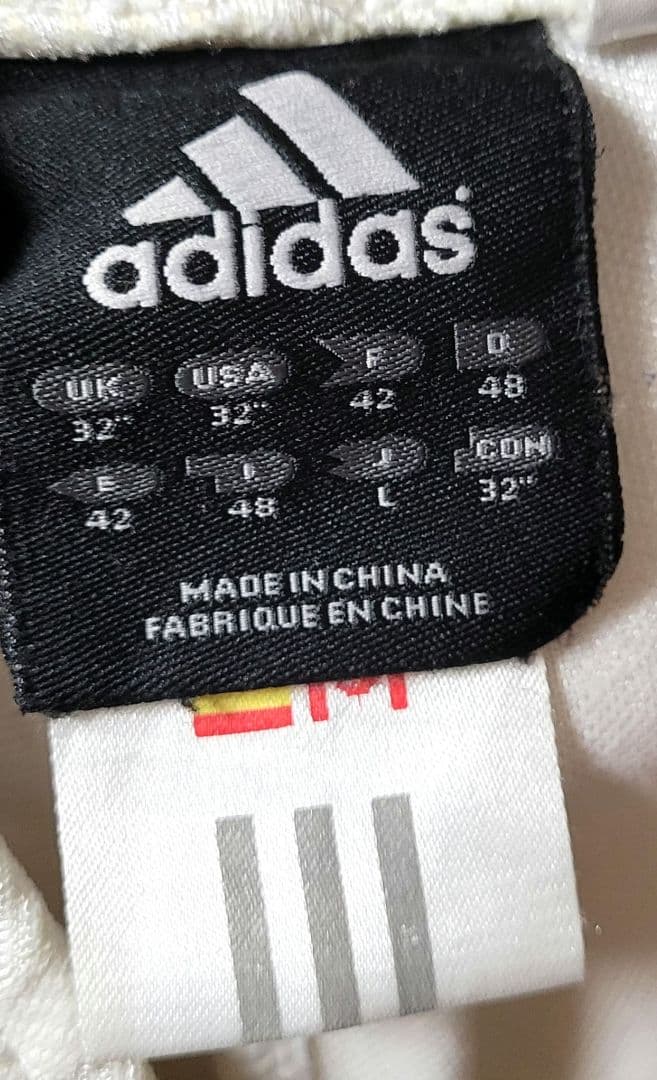 adidas
UK USA F D
32" 32" 42 48
E I J CDN
42 48 L 32"
MADE IN CHINA
FABRIQUE EN CHINE